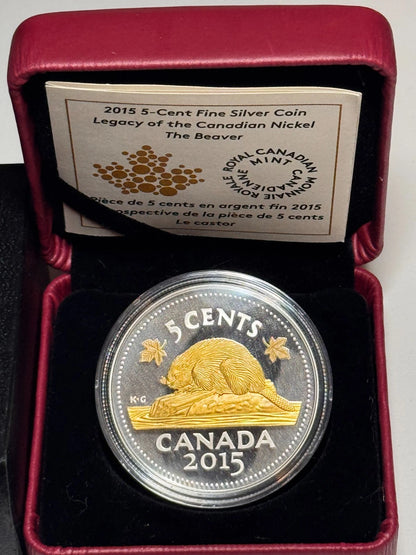 2015 5-Cent Fine Silver Coin
Legacy of the Canadian Nickel
The Beaver
ROYAL CANADIAN MINT
MONNAIE ROYALE CANADIENNE
Pièce de 5 cents en argent fin 2015
rospective de la pièce de 5 cents
Le castor
5 CENTS
K·G
CANADA
2015